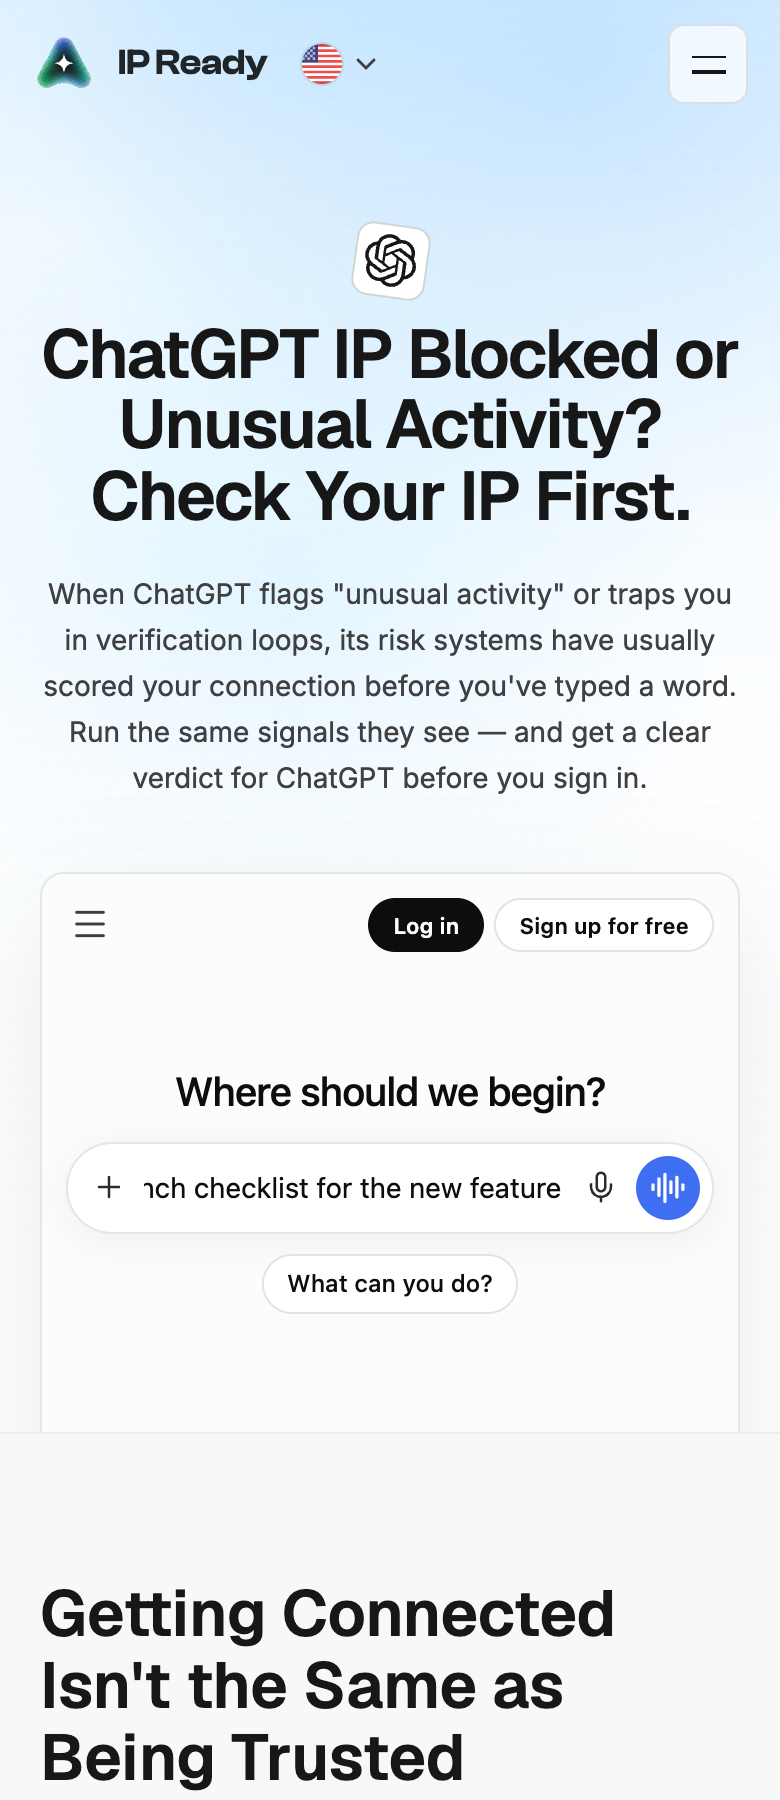 IP Ready
ChatGPT IP Blocked or
Unusual Activity?
Check Your IP First.
When ChatGPT flags "unusual activity" or traps you
in verification loops, its risk systems have usually
scored your connection before you've typed a word.
Run the same signals they see — and get a clear
verdict for ChatGPT before you sign in.
Log in
Sign up for free
Where should we begin?
nch checklist for the new feature
What can you do?
Getting Connected
Isn't the Same as
Being Trusted